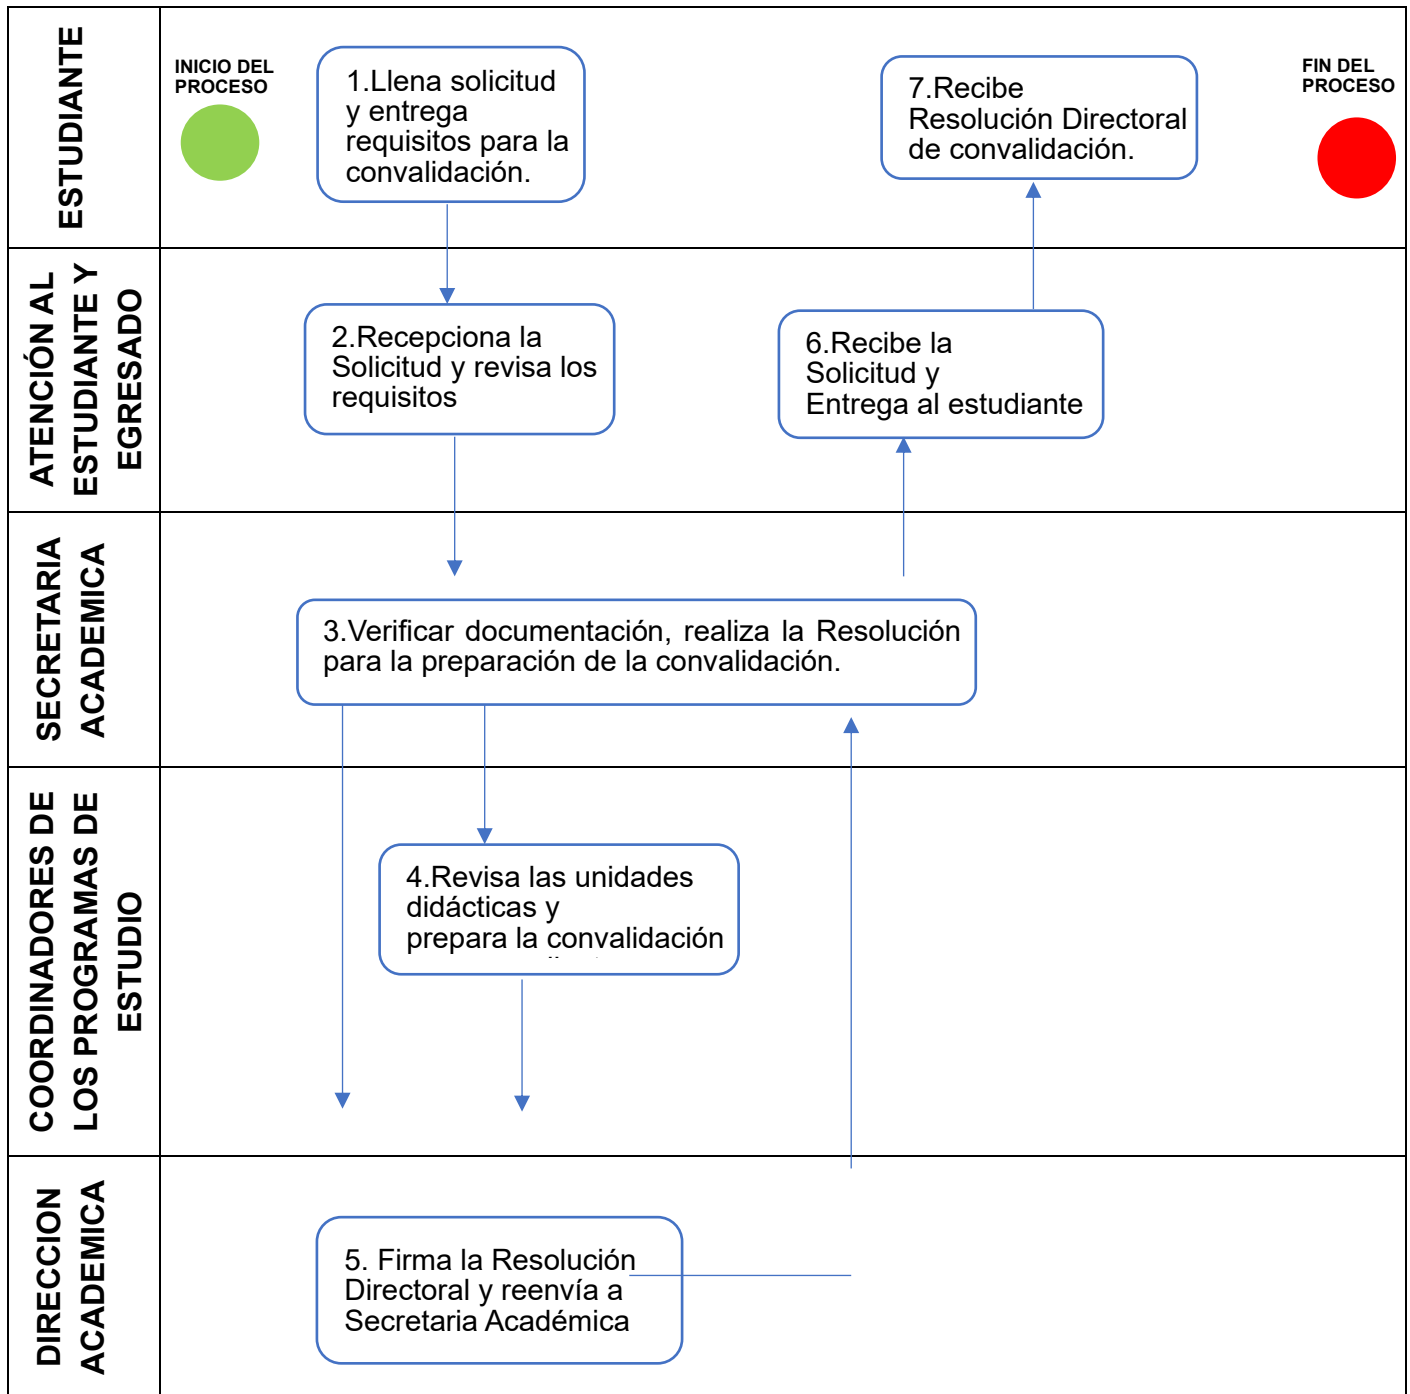 ESTUDIANTE
INICIO DEL
PROCESO
1.Llena solicitud
y entrega
requisitos para la
convalidación.
7.Recibe
Resolución Directoral
de convalidación.
FIN DEL
PROCESO
ATENCIÓN AL
ESTUDIANTE Y
EGRESADO
2.Recepciona la
Solicitud y revisa los
requisitos
6.Recibe la
Solicitud y
Entrega al estudiante
SECRETARIA
ACADEMICA
3.Verificar documentación, realiza la Resolución
para la preparación de la convalidación.
COORDINADORES DE
LOS PROGRAMAS DE
ESTUDIO
4.Revisa las unidades
didácticas y
prepara la convalidación
DIRECCION
ACADEMICA
5. Firma la Resolución
Directoral y reenvía a
Secretaria Académica